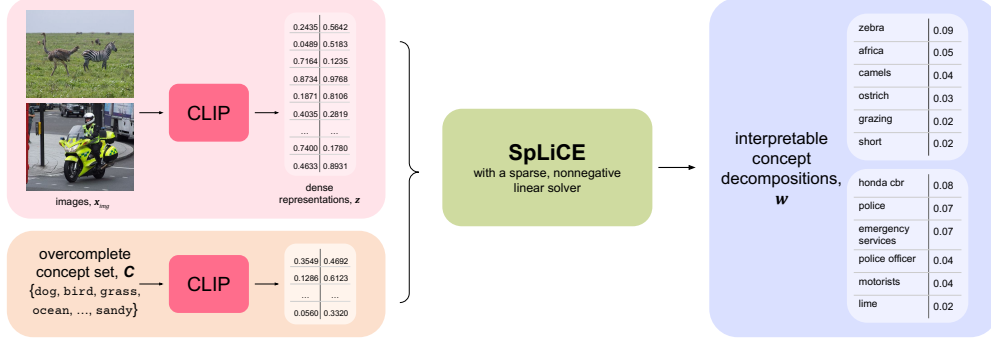 CLIP
0.2435 0.5642
0.0489 0.5183
0.7164 0.1235
0.8734 0.9768
0.1871 0.8106
0.4035 0.2819
... ...
0.7400 0.1780
0.4633 0.8931
images, x_img
dense
representations, z
overcomplete
concept set, C
{dog, bird, grass,
ocean, ..., sandy}
CLIP
0.3549 0.4692
0.1286 0.6123
... ...
0.0560 0.3320
SpLiCE
with a sparse, nonnegative
linear solver
interpretable
concept
decompositions,
w
zebra 0.09
africa 0.05
camels 0.04
ostrich 0.03
grazing 0.02
short 0.02
honda cbr 0.08
police 0.07
emergency
services 0.07
police officer 0.04
motorists 0.04
lime 0.02